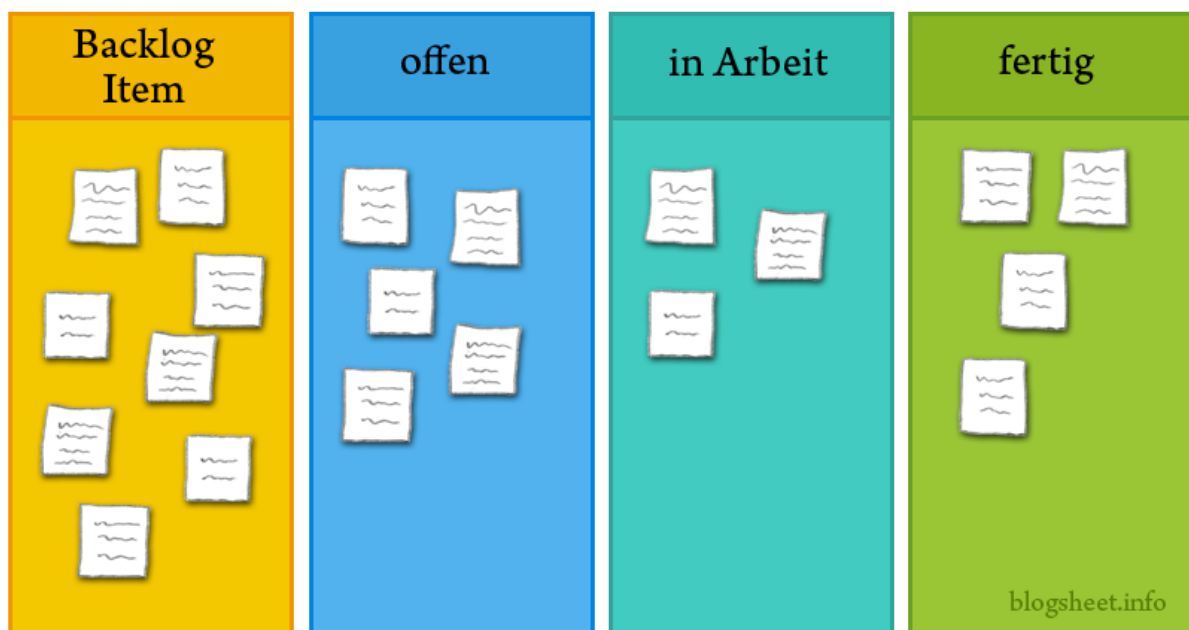 Backlog
Item
offen
in Arbeit
fertig
blogsheet.info